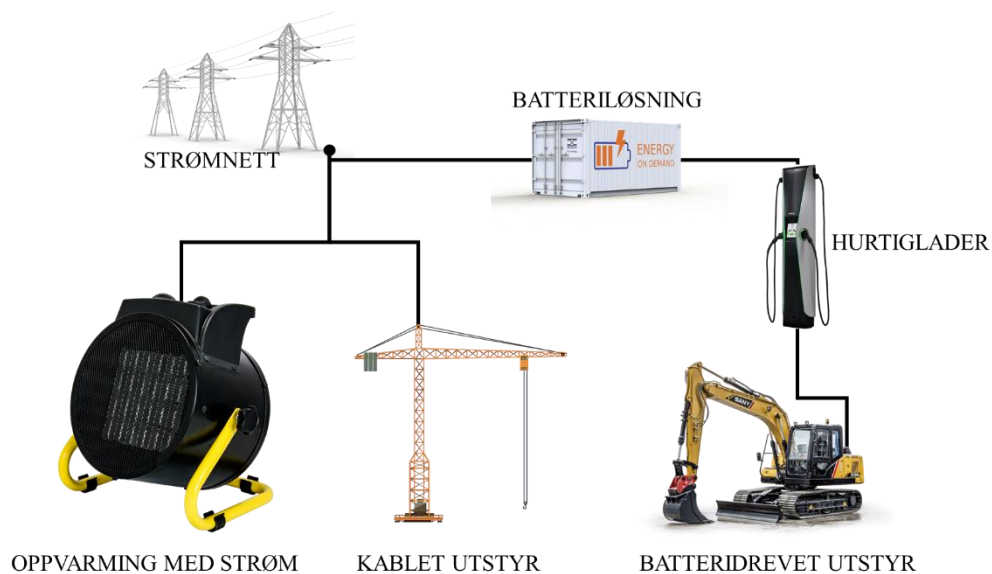 BATTERILØSNING
STRØMNETT
ENERGY
ON DEMAND
HURTIGLADER
SANY
OPPVARMING MED STRØM
KABLET UTSTYR
BATTERIDREVET UTSTYR